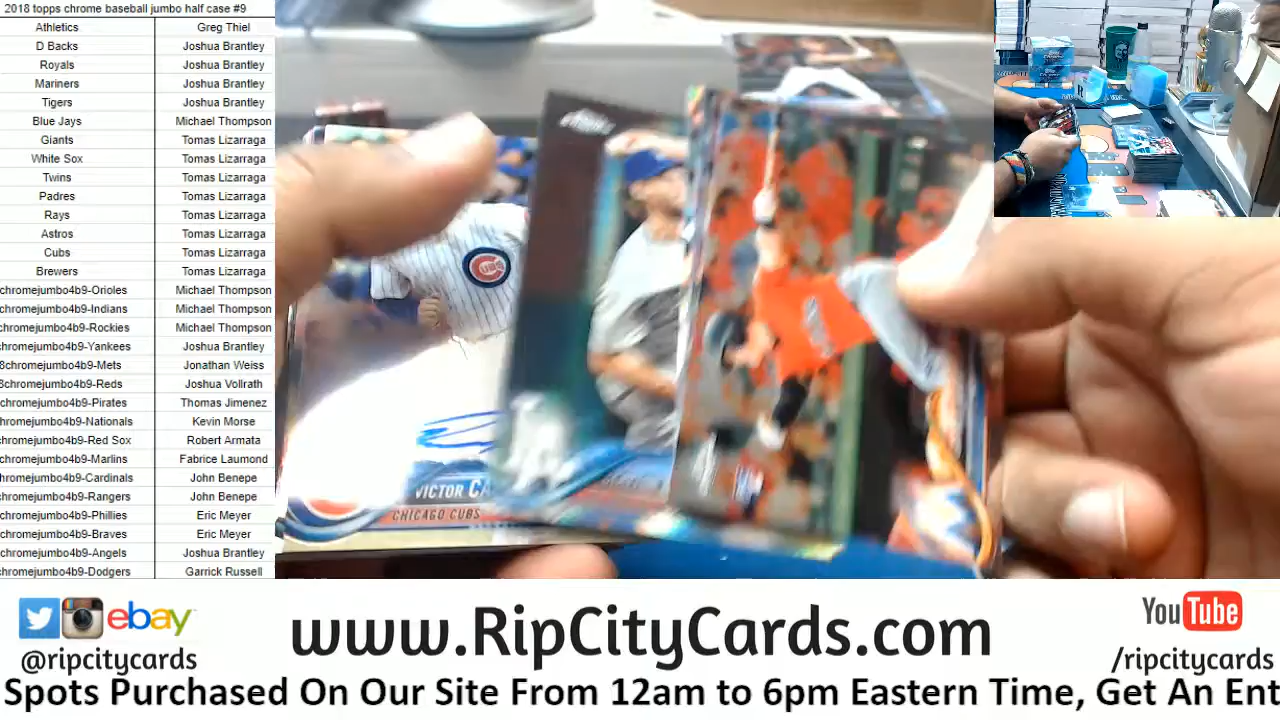 2018 topps chrome baseball jumbo half case #9
Athletics Greg Thiel
D Backs Joshua Brantley
Royals Joshua Brantley
Mariners Joshua Brantley
Tigers Joshua Brantley
Blue Jays Michael Thompson
Giants Tomas Lizarraga
White Sox Tomas Lizarraga
Twins Tomas Lizarraga
Padres Tomas Lizarraga
Rays Tomas Lizarraga
Astros Tomas Lizarraga
Cubs Tomas Lizarraga
Brewers Tomas Lizarraga
chromejumbo4b9-Orioles Michael Thompson
chromejumbo4b9-Indians Michael Thompson
chromejumbo4b9-Rockies Michael Thompson
chromejumbo4b9-Yankees Joshua Brantley
8chromejumbo4b9-Mets Jonathan Weiss
8chromejumbo4b9-Reds Joshua Vollrath
chromejumbo4b9-Pirates Thomas Jimenez
hromejumbo4b9-Nationals Kevin Morse
hromejumbo4b9-Red Sox Robert Armata
chromejumbo4b9-Marlins Fabrice Laumond
hromejumbo4b9-Cardinals John Benepe
chromejumbo4b9-Rangers John Benepe
chromejumbo4b9-Phillies Eric Meyer
chromejumbo4b9-Braves Eric Meyer
chromejumbo4b9-Angels Joshua Brantley
chromejumbo4b9-Dodgers Garrick Russell
VICTOR CA
CHICAGO CUBS
ebay
@ripcitycards
www.RipCityCards.com
YouTube
/ripcitycards
Spots Purchased On Our Site From 12am to 6pm Eastern Time, Get An Ent